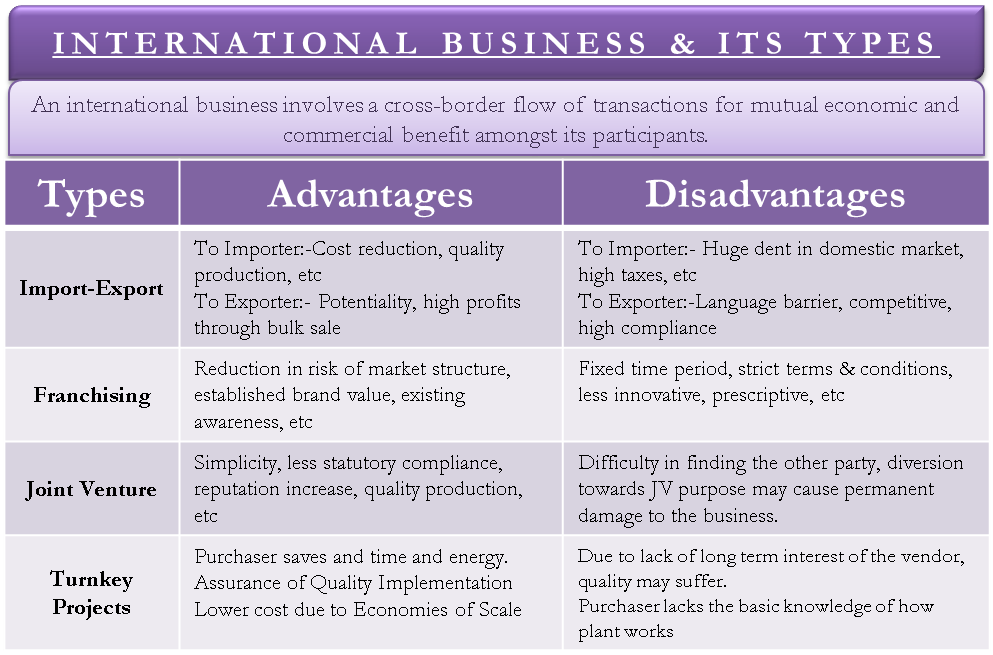 INTERNATIONAL BUSINESS & ITS TYPES
An international business involves a cross-border flow of transactions for mutual economic and
commercial benefit amongst its participants.
Types
Advantages
Disadvantages
Import-Export
To Importer:-Cost reduction, quality
production, etc
To Exporter:- Potentiality, high profits
through bulk sale
To Importer:- Huge dent in domestic market,
high taxes, etc
To Exporter:-Language barrier, competitive,
high compliance
Franchising
Reduction in risk of market structure,
established brand value, existing
awareness, etc
Fixed time period, strict terms & conditions,
less innovative, prescriptive, etc
Joint Venture
Simplicity, less statutory compliance,
reputation increase, quality production,
etc
Difficulty in finding the other party, diversion
towards JV purpose may cause permanent
damage to the business.
Turnkey
Projects
Purchaser saves and time and energy.
Assurance of Quality Implementation
Lower cost due to Economies of Scale
Due to lack of long term interest of the vendor,
quality may suffer.
Purchaser lacks the basic knowledge of how
plant works